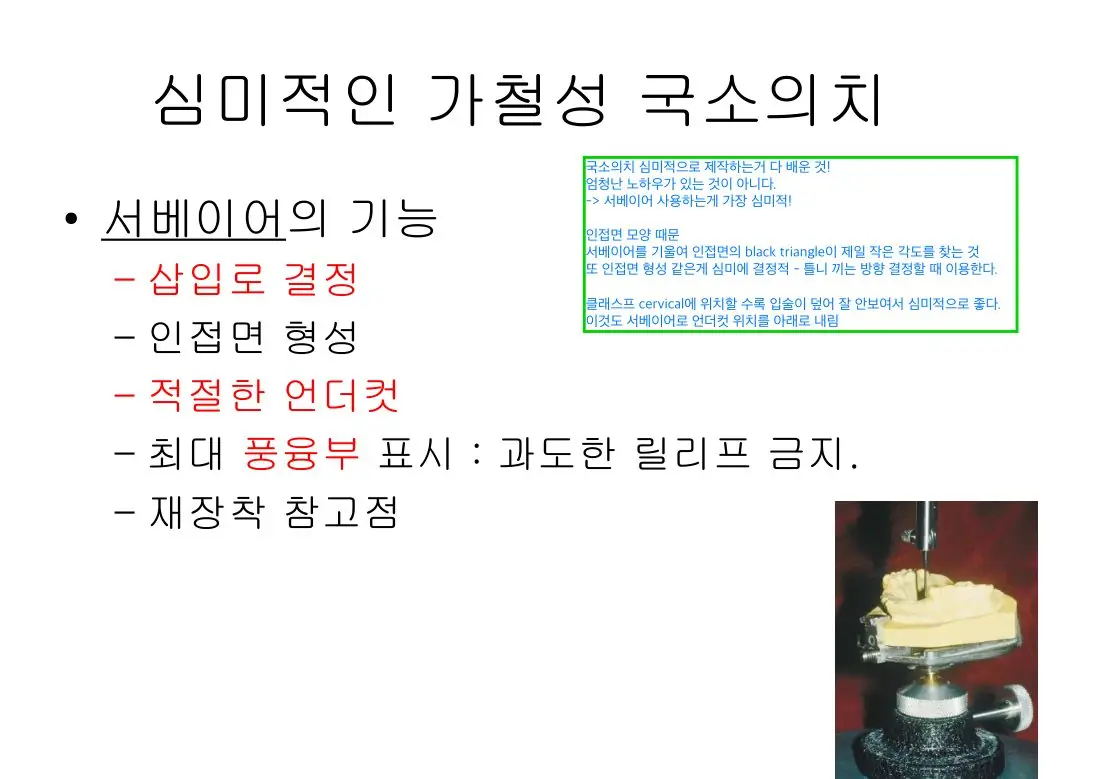 심미적인 가철성 국소의치
국소의치 심미적으로 제작하는거 다 배운 것!
엄청난 노하우가 있는 것이 아니다.
-> 서베이어 사용하는게 가장 심미적!
인접면 모양 때문
서베이어를 기울여 인접면의 black triangle이 제일 작은 각도를 찾는 것
또 인접면 형성 같은게 심미에 결정적 - 틀니 끼는 방향 결정할 때 이용한다.
클래스프 cervical에 위치할 수록 입술이 덮어 잘 안보여서 심미적으로 좋다.
이것도 서베이어로 언더컷 위치를 아래로 내림
• 서베이어의 기능
– 삽입로 결정
– 인접면 형성
– 적절한 언더컷
– 최대 풍융부 표시 : 과도한 릴리프 금지.
– 재장착 참고점